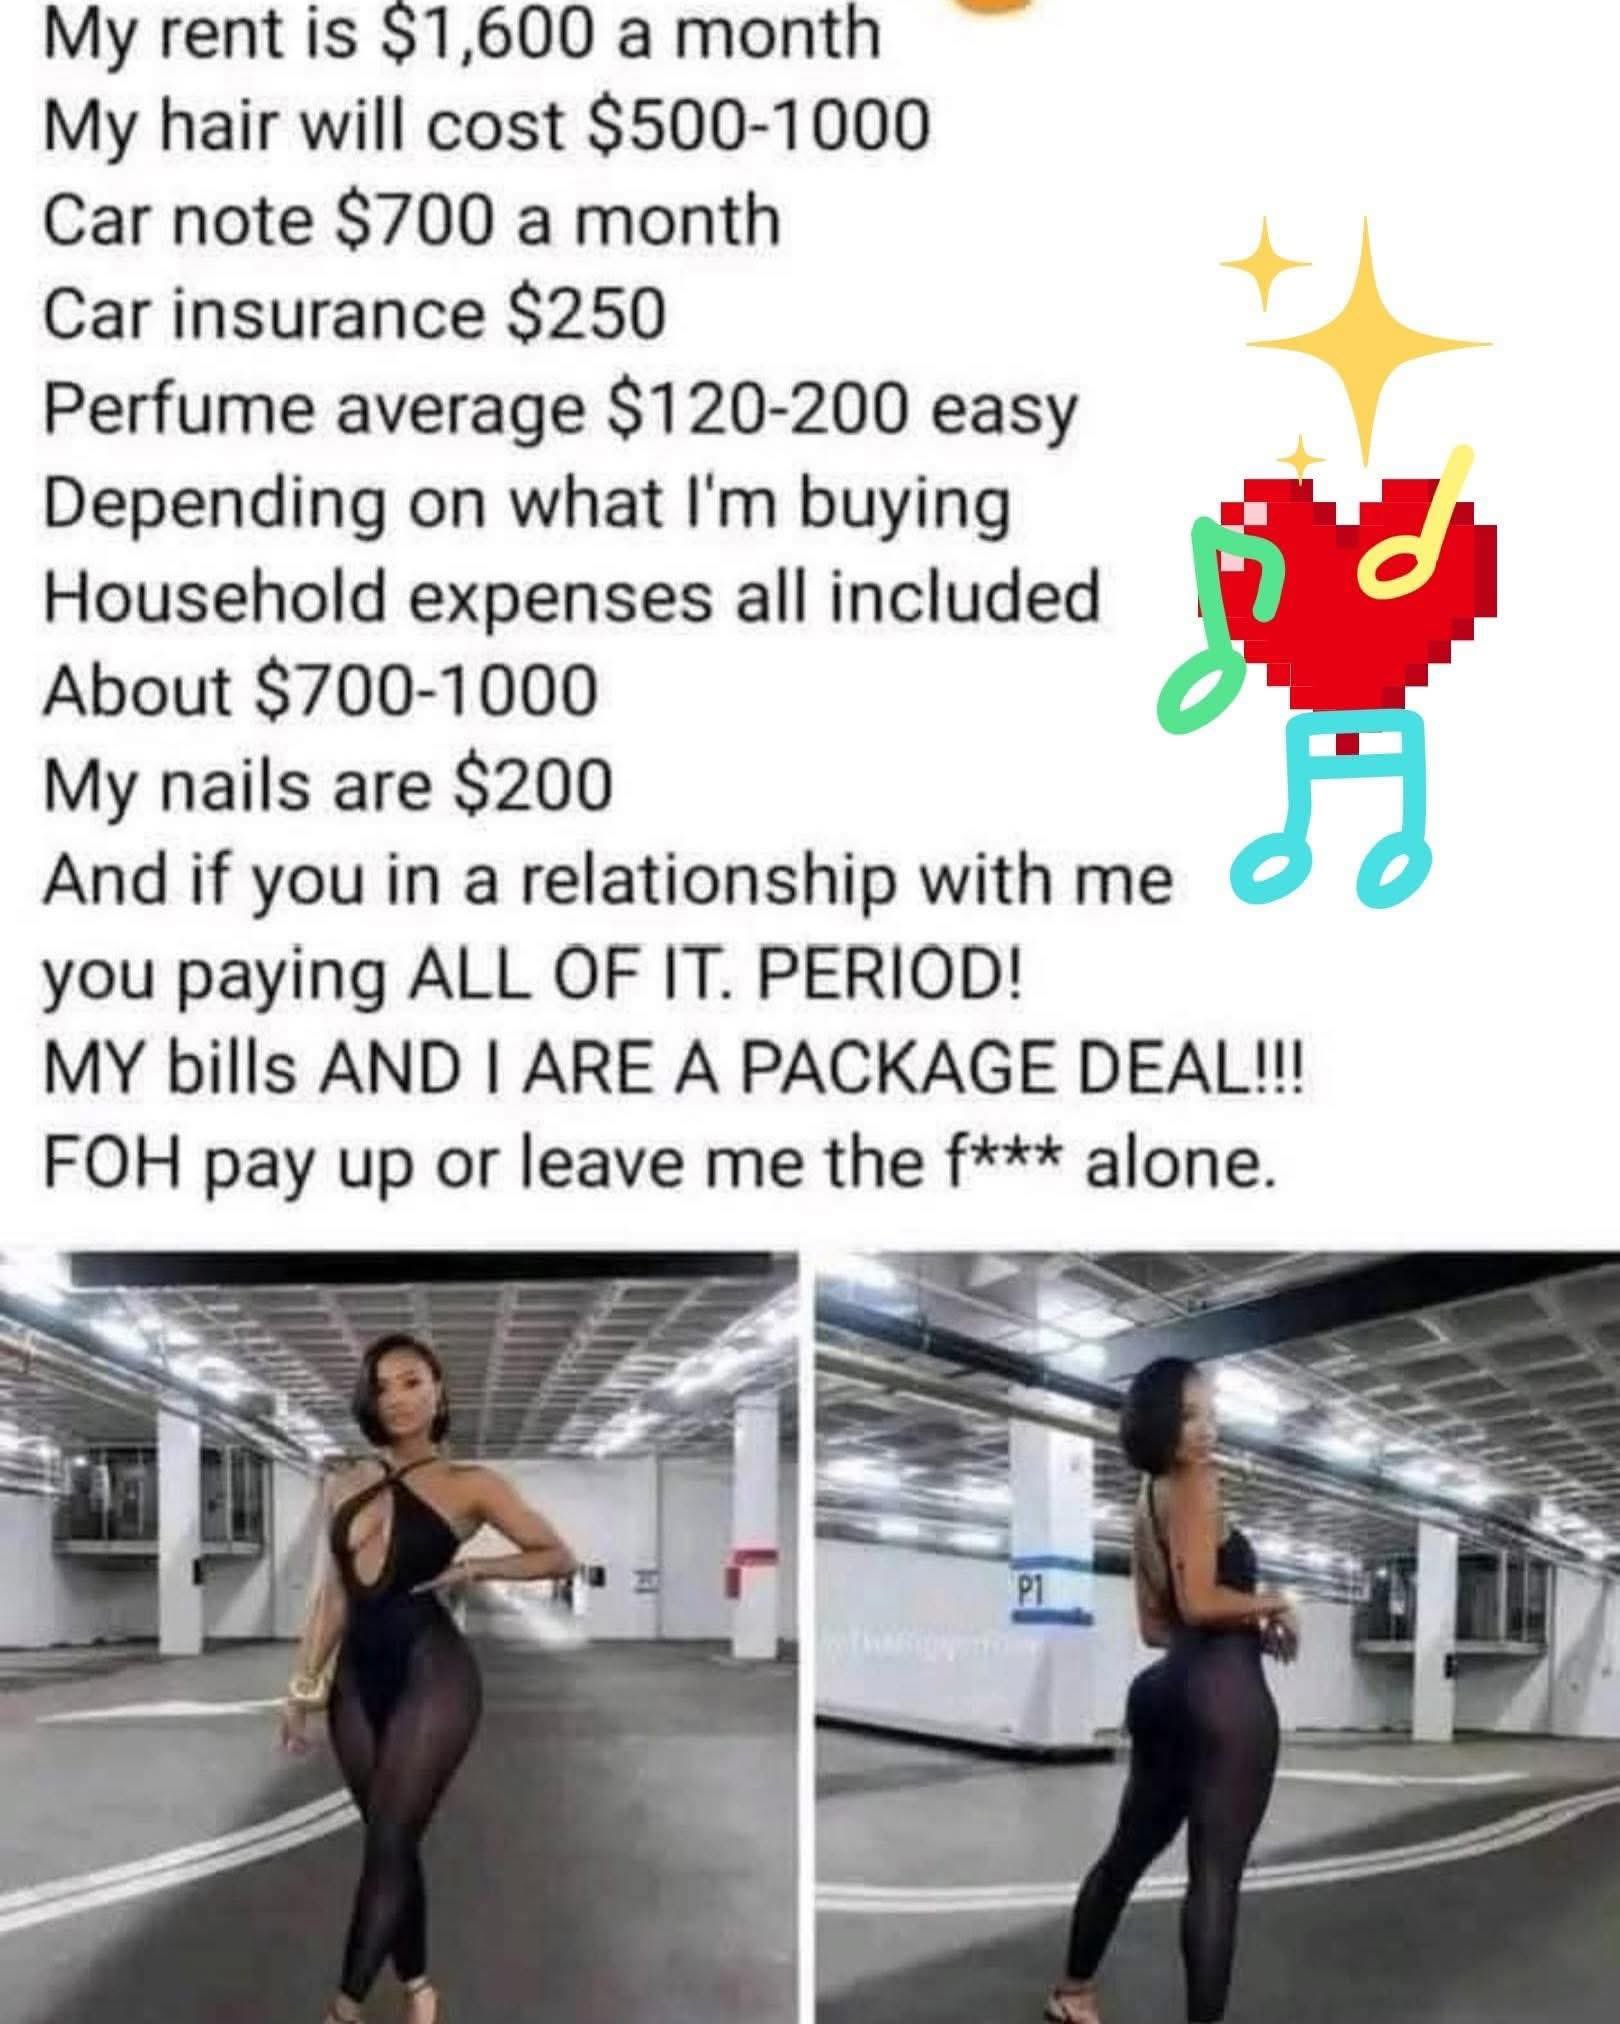 My rent is $1,600 a month
My hair will cost $500-1000
Car note $700 a month
Car insurance $250
Perfume average $120-200 easy
Depending on what I'm buying
Household expenses all included
About $700-1000
My nails are $200
And if you in a relationship with me
you paying ALL OF IT. PERIOD!
MY bills AND I ARE A PACKAGE DEAL!!!
FOH pay up or leave me the f*** alone.
P1